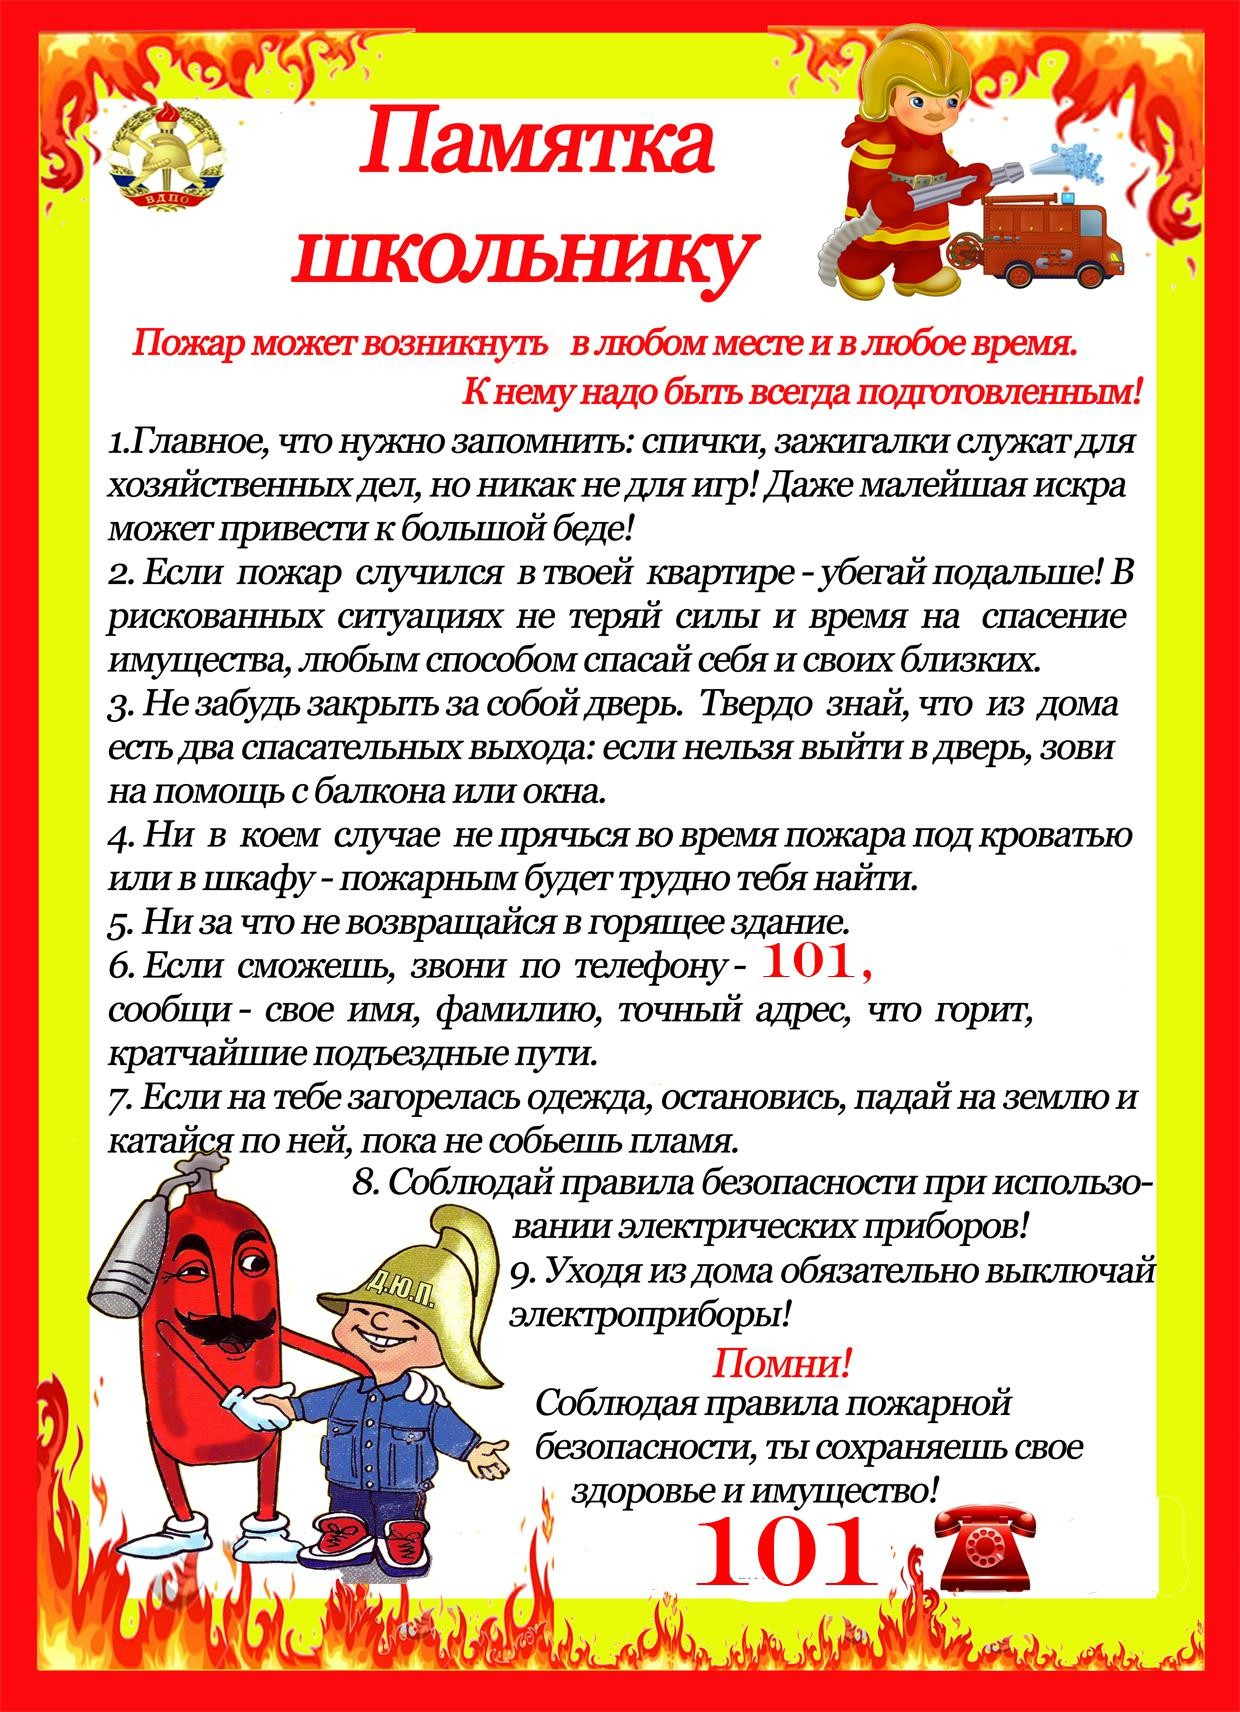 ВДПО
Памятка
школьнику
Пожар может возникнуть в любом месте и в любое время.
К нему надо быть всегда подготовленным!
1.Главное, что нужно запомнить: спички, зажигалки служат для
хозяйственных дел, но никак не для игр! Даже малейшая искра
может привести к большой беде!
2. Если пожар случился в твоей квартире - убегай подальше! В
рискованных ситуациях не теряй силы и время на спасение
имущества, любым способом спасай себя и своих близких.
3. Не забудь закрыть за собой дверь. Твердо знай, что из дома
есть два спасательных выхода: если нельзя выйти в дверь, зови
на помощь с балкона или окна.
4. Ни в коем случае не прячься во время пожара под кроватью
или в шкафу - пожарным будет трудно тебя найти.
5. Ни за что не возвращайся в горящее здание.
6. Если сможешь, звони по телефону - 101,
сообщи - свое имя, фамилию, точный адрес, что горит,
кратчайшие подъездные пути.
7. Если на тебе загорелась одежда, остановись, падай на землю и
катайся по ней, пока не собьешь пламя.
8. Соблюдай правила безопасности при использо-
вании электрических приборов!
9. Уходя из дома обязательно выключай
электроприборы!
Д.Ю.П.
Помни!
Соблюдая правила пожарной
безопасности, ты сохраняешь свое
здоровье и имущество!
101